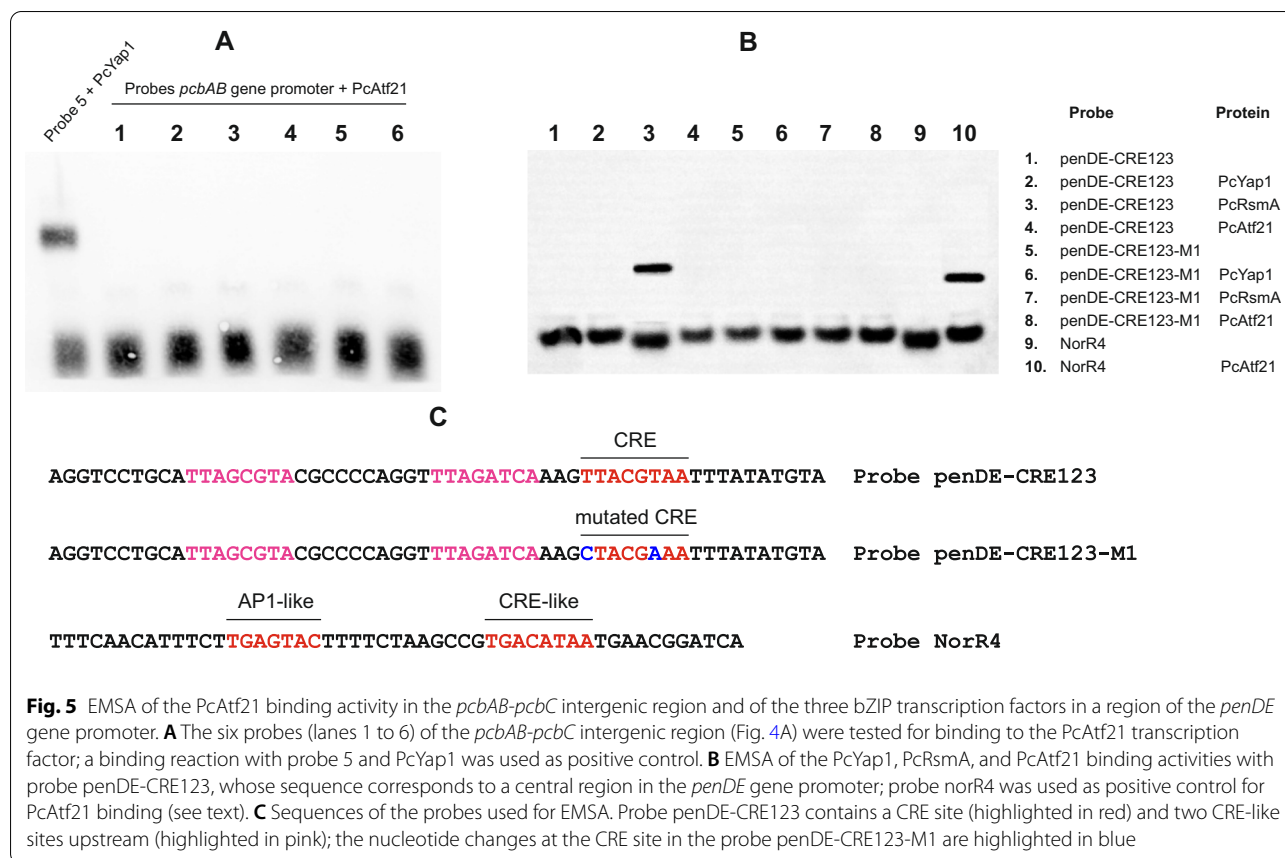 A
B
Probe 5 + PcYap1
Probes pcbAB gene promoter + PcAtf21
1 2 3 4 5 6
1 2 3 4 5 6 7 8 9 10
Probe Protein
1. penDE-CRE123
2. penDE-CRE123 PcYap1
3. penDE-CRE123 PcRsmA
4. penDE-CRE123 PcAtf21
5. penDE-CRE123-M1
6. penDE-CRE123-M1 PcYap1
7. penDE-CRE123-M1 PcRsmA
8. penDE-CRE123-M1 PcAtf21
9. NorR4
10. NorR4 PcAtf21
C
CRE
AGGTCCTGCATTAGCGTACGCCCCAGGTTTAGATCAAAGTTACGTAATTTATATGTA Probe penDE-CRE123
mutated CRE
AGGTCCTGCATTAGCGTACGCCCCAGGTTTAGATCAAAGCTACGAAATTTATATGTA Probe penDE-CRE123-M1
AP1-like CRE-like
TTTCAACATTTCTTGAGTACTTTTCTAAGCCGTGACATAATGAACGGATCA Probe NorR4
Fig. 5 EMSA of the PcAtf21 binding activity in the pcbAB-pcbC intergenic region and of the three bZIP transcription factors in a region of the penDE
gene promoter. A The six probes (lanes 1 to 6) of the pcbAB-pcbC intergenic region (Fig. 4A) were tested for binding to the PcAtf21 transcription
factor; a binding reaction with probe 5 and PcYap1 was used as positive control. B EMSA of the PcYap1, PcRsmA, and PcAtf21 binding activities with
probe penDE-CRE123, whose sequence corresponds to a central region in the penDE gene promoter; probe norR4 was used as positive control for
PcAtf21 binding (see text). C Sequences of the probes used for EMSA. Probe penDE-CRE123 contains a CRE site (highlighted in red) and two CRE-like
sites upstream (highlighted in pink); the nucleotide changes at the CRE site in the probe penDE-CRE123-M1 are highlighted in blue